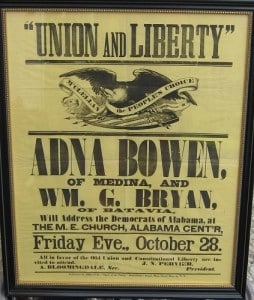 "UNION AND LIBERTY"
McCLELLAN
the PEOPLE'S CHOICE
ADNA BOWEN,
OF MEDINA, AND
WM. G. BRYAN,
OF BATAVIA,
Will Address the Democrats of Alabama, at
THE M. E. CHURCH, ALABAMA CENT'R,
Friday Eve., October 28.
All in favor of the Old Union and Constitutional Liberty are in-
vited to attend.
A. BLOOMINGDALE, Sec.
President.